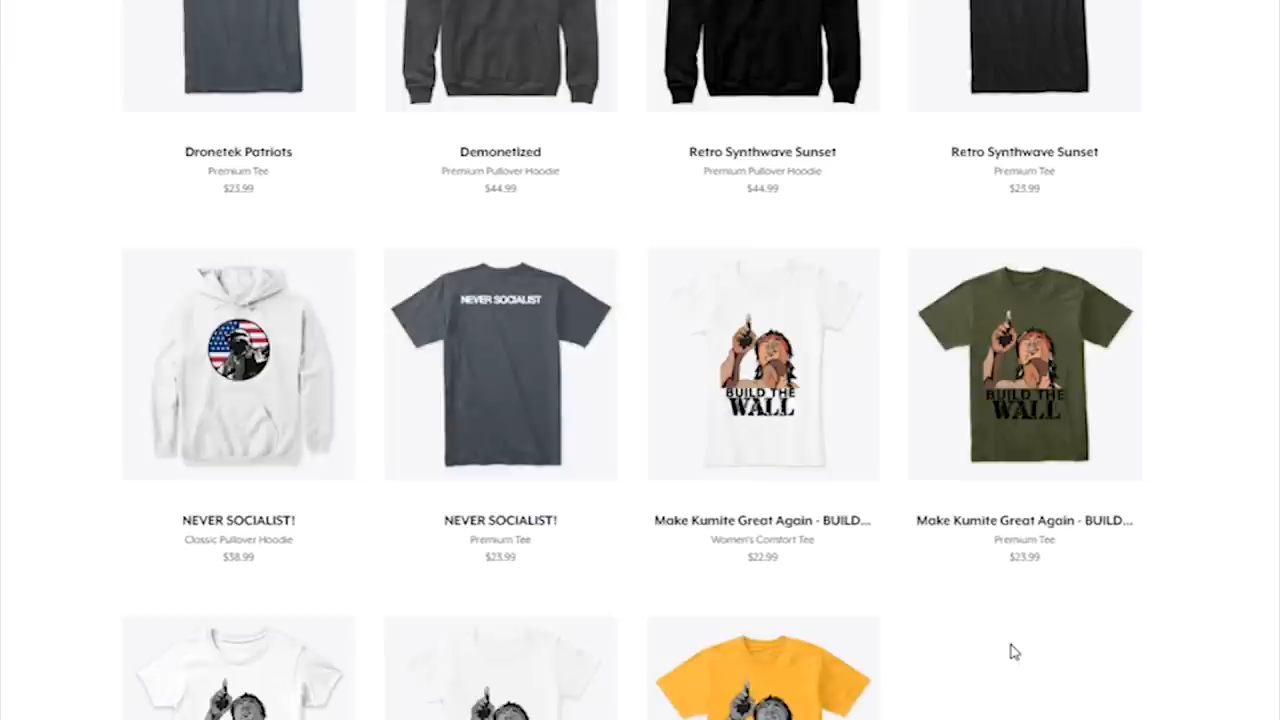 Dronetek Patriots
Premium Tee
$23.99
Demonetized
Premium Pullover Hoodie
$44.99
Retro Synthwave Sunset
Premium Pullover Hoodie
$44.99
Retro Synthwave Sunset
Premium Tee
$23.99
NEVER SOCIALIST
BUILD THE
WALL
BUILD THE
WALL
NEVER SOCIALIST!
Classic Pullover Hoodie
$38.99
NEVER SOCIALIST!
Premium Tee
$23.99
Make Kumite Great Again - BUILD...
Women's Comfort Tee
$22.99
Make Kumite Great Again - BUILD...
Premium Tee
$23.99